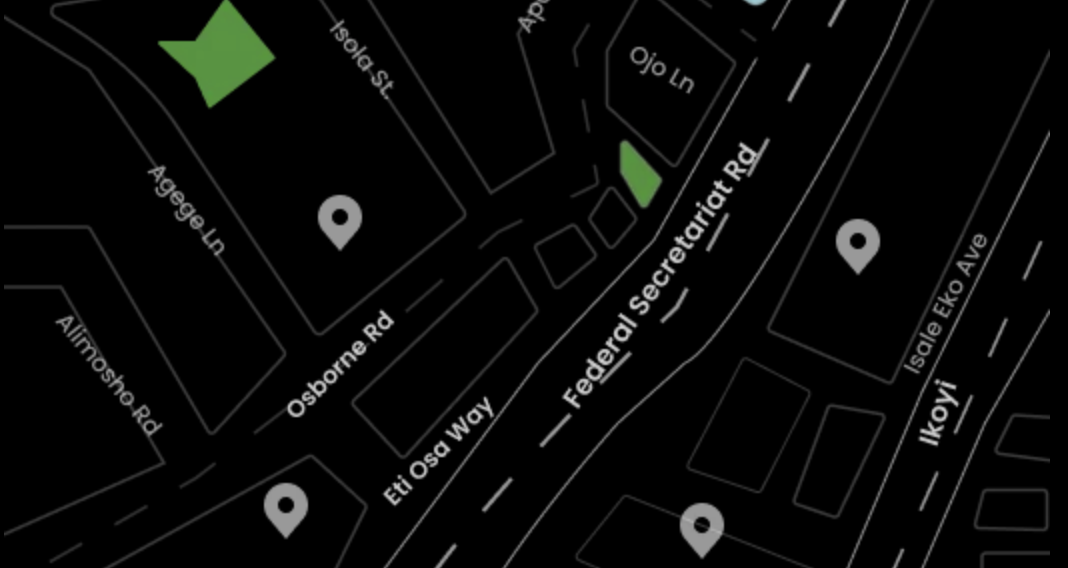 Isola St.
Ojo Ln
Agege Ln
Federal Secretariat Rd
Isale Eko Ave
Alimosho Rd
Osborne Rd
Eti Osa Way
Ikoyi